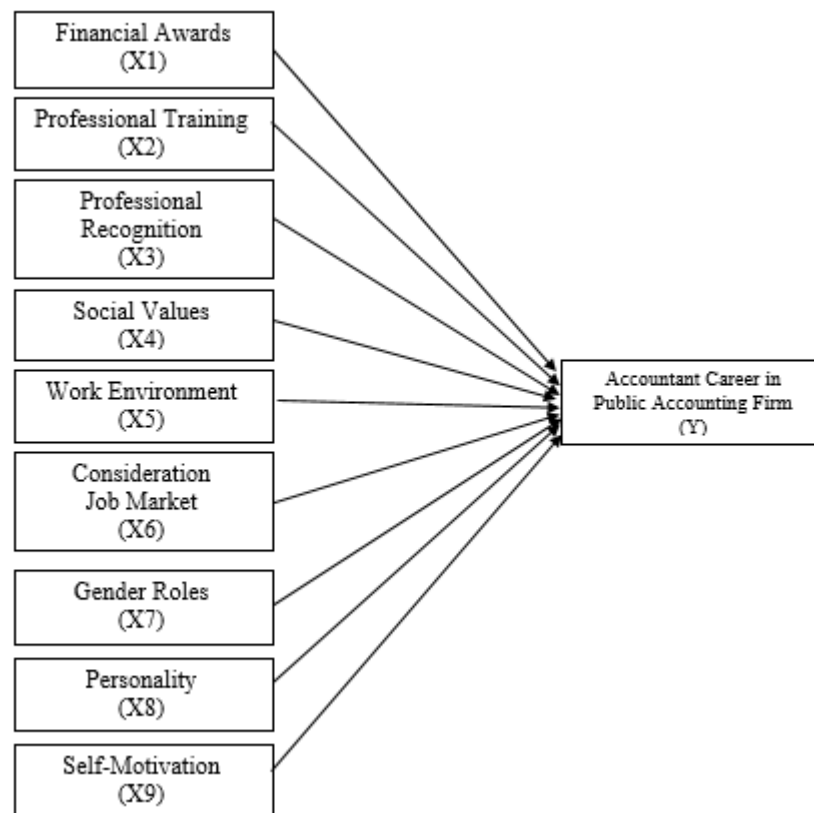 Financial Awards
(X1)
Professional Training
(X2)
Professional
Recognition
(X3)
Social Values
(X4)
Work Environment
(X5)
Consideration
Job Market
(X6)
Gender Roles
(X7)
Personality
(X8)
Self-Motivation
(X9)
Accountant Career in
Public Accounting Firm
(Y)